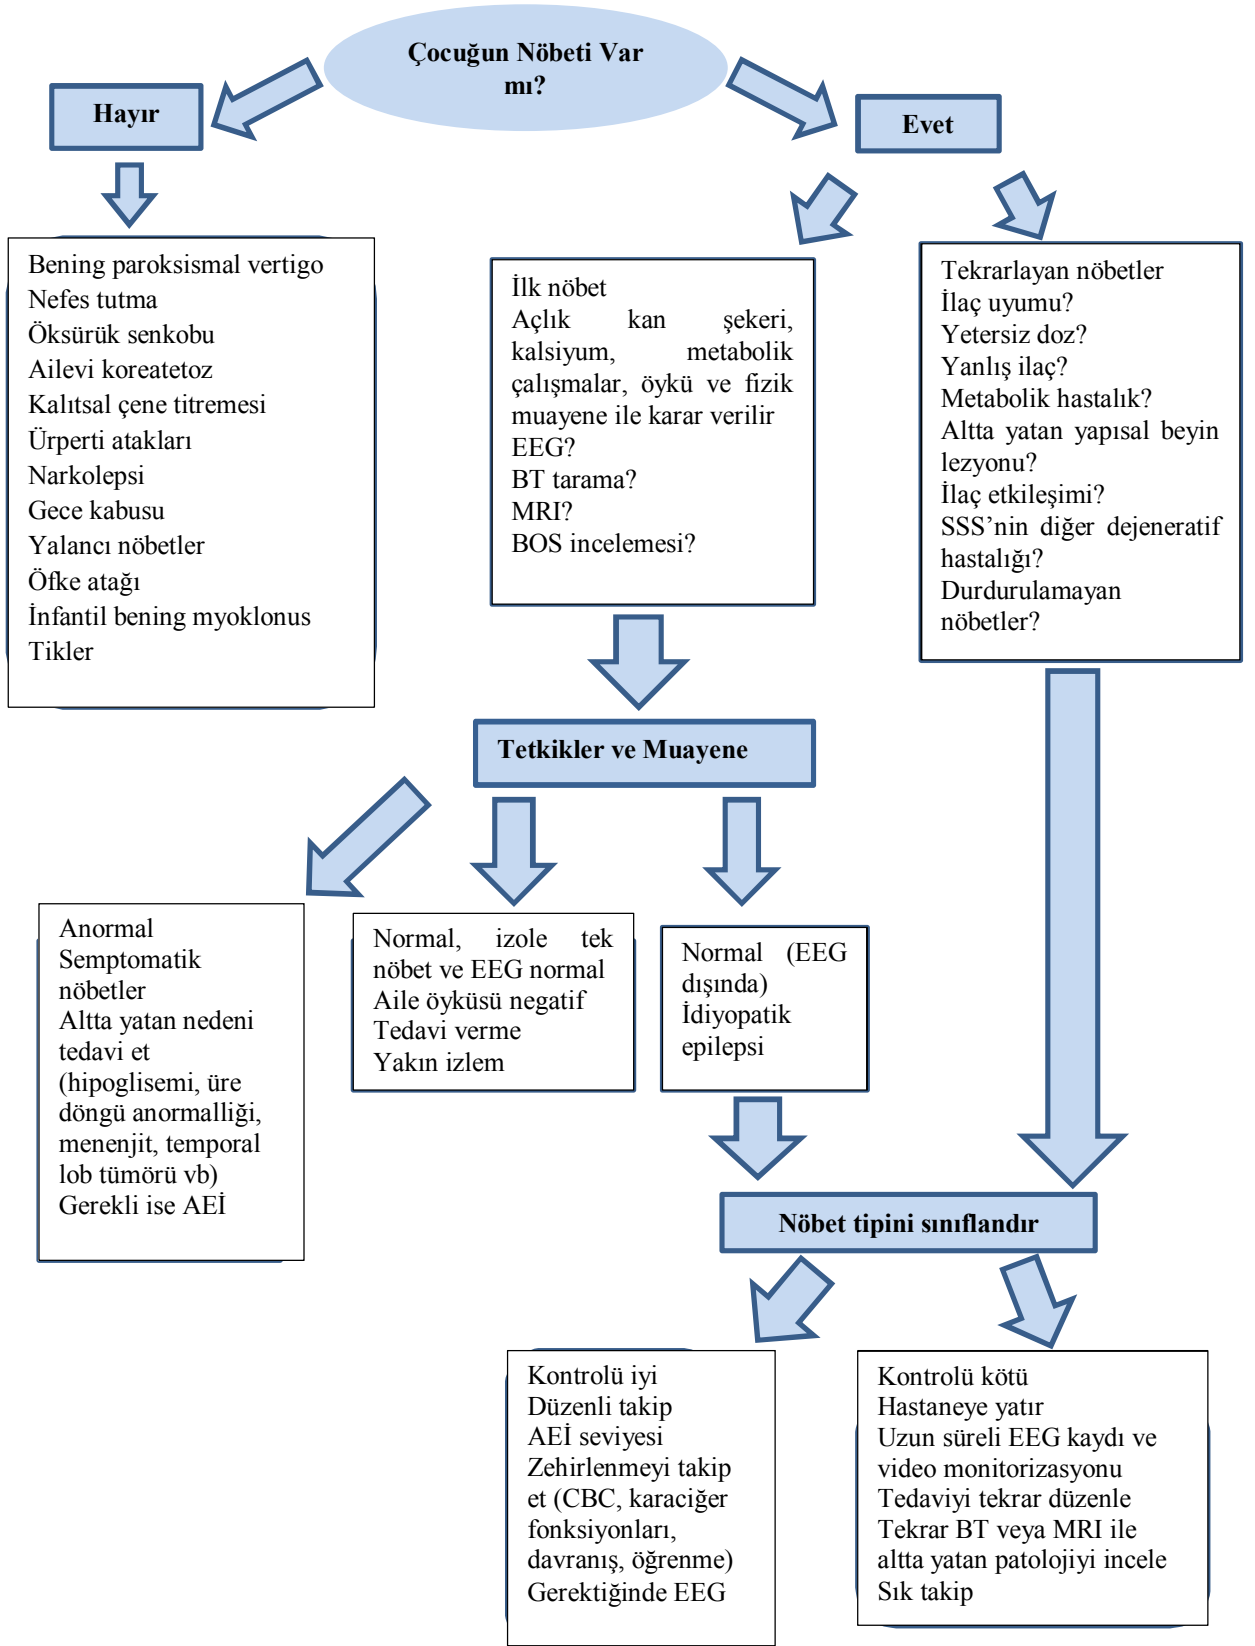 Çocuğun Nöbeti Var
mı?
Hayır
Evet
Bening paroksismal vertigo
Nefes tutma
Öksürük senkobu
Ailevi koreatetoz
Kalıtsal çene titremesi
Ürperti atakları
Narkolepsi
Gece kabusu
Yalancı nöbetler
Öfke atağı
İnfantil bening myoklonus
Tikler
İlk nöbet
Açlık kan şekeri,
kalsiyum, metabolik
çalışmalar, öykü ve fizik
muayene ile karar verilir
EEG?
BT tarama?
MRI?
BOS incelemesi?
Tekrarlayan nöbetler
İlaç uyumu?
Yetersiz doz?
Yanlış ilaç?
Metabolik hastalık?
Altta yatan yapısal beyin
lezyonu?
İlaç etkileşimi?
SSS’nin diğer dejeneratif
hastalığı?
Durdurulamayan
nöbetler?
Tetkikler ve Muayene
Anormal
Semptomatik
nöbetler
Altta yatan nedeni
tedavi et
(hipoglisemi, üre
döngü anormalliği,
menenjit, temporal
lob tümörü vb)
Gerekli ise AEİ
Normal, izole tek
nöbet ve EEG normal
Aile öyküsü negatif
Tedavi verme
Yakın izlem
Normal (EEG
dışında)
İdiyopatik
epilepsi
Nöbet tipini sınıflandır
Kontrolü iyi
Düzenli takip
AEİ seviyesi
Zehirlenmeyi takip
et (CBC, karaciğer
fonksiyonları,
davranış, öğrenme)
Gerektiğinde EEG
Kontrolü kötü
Hastaneye yatır
Uzun süreli EEG kaydı ve
video monitorizasyonu
Tedaviyi tekrar düzenle
Tekrar BT veya MRI ile
altta yatan patolojiyi incele
Sık takip